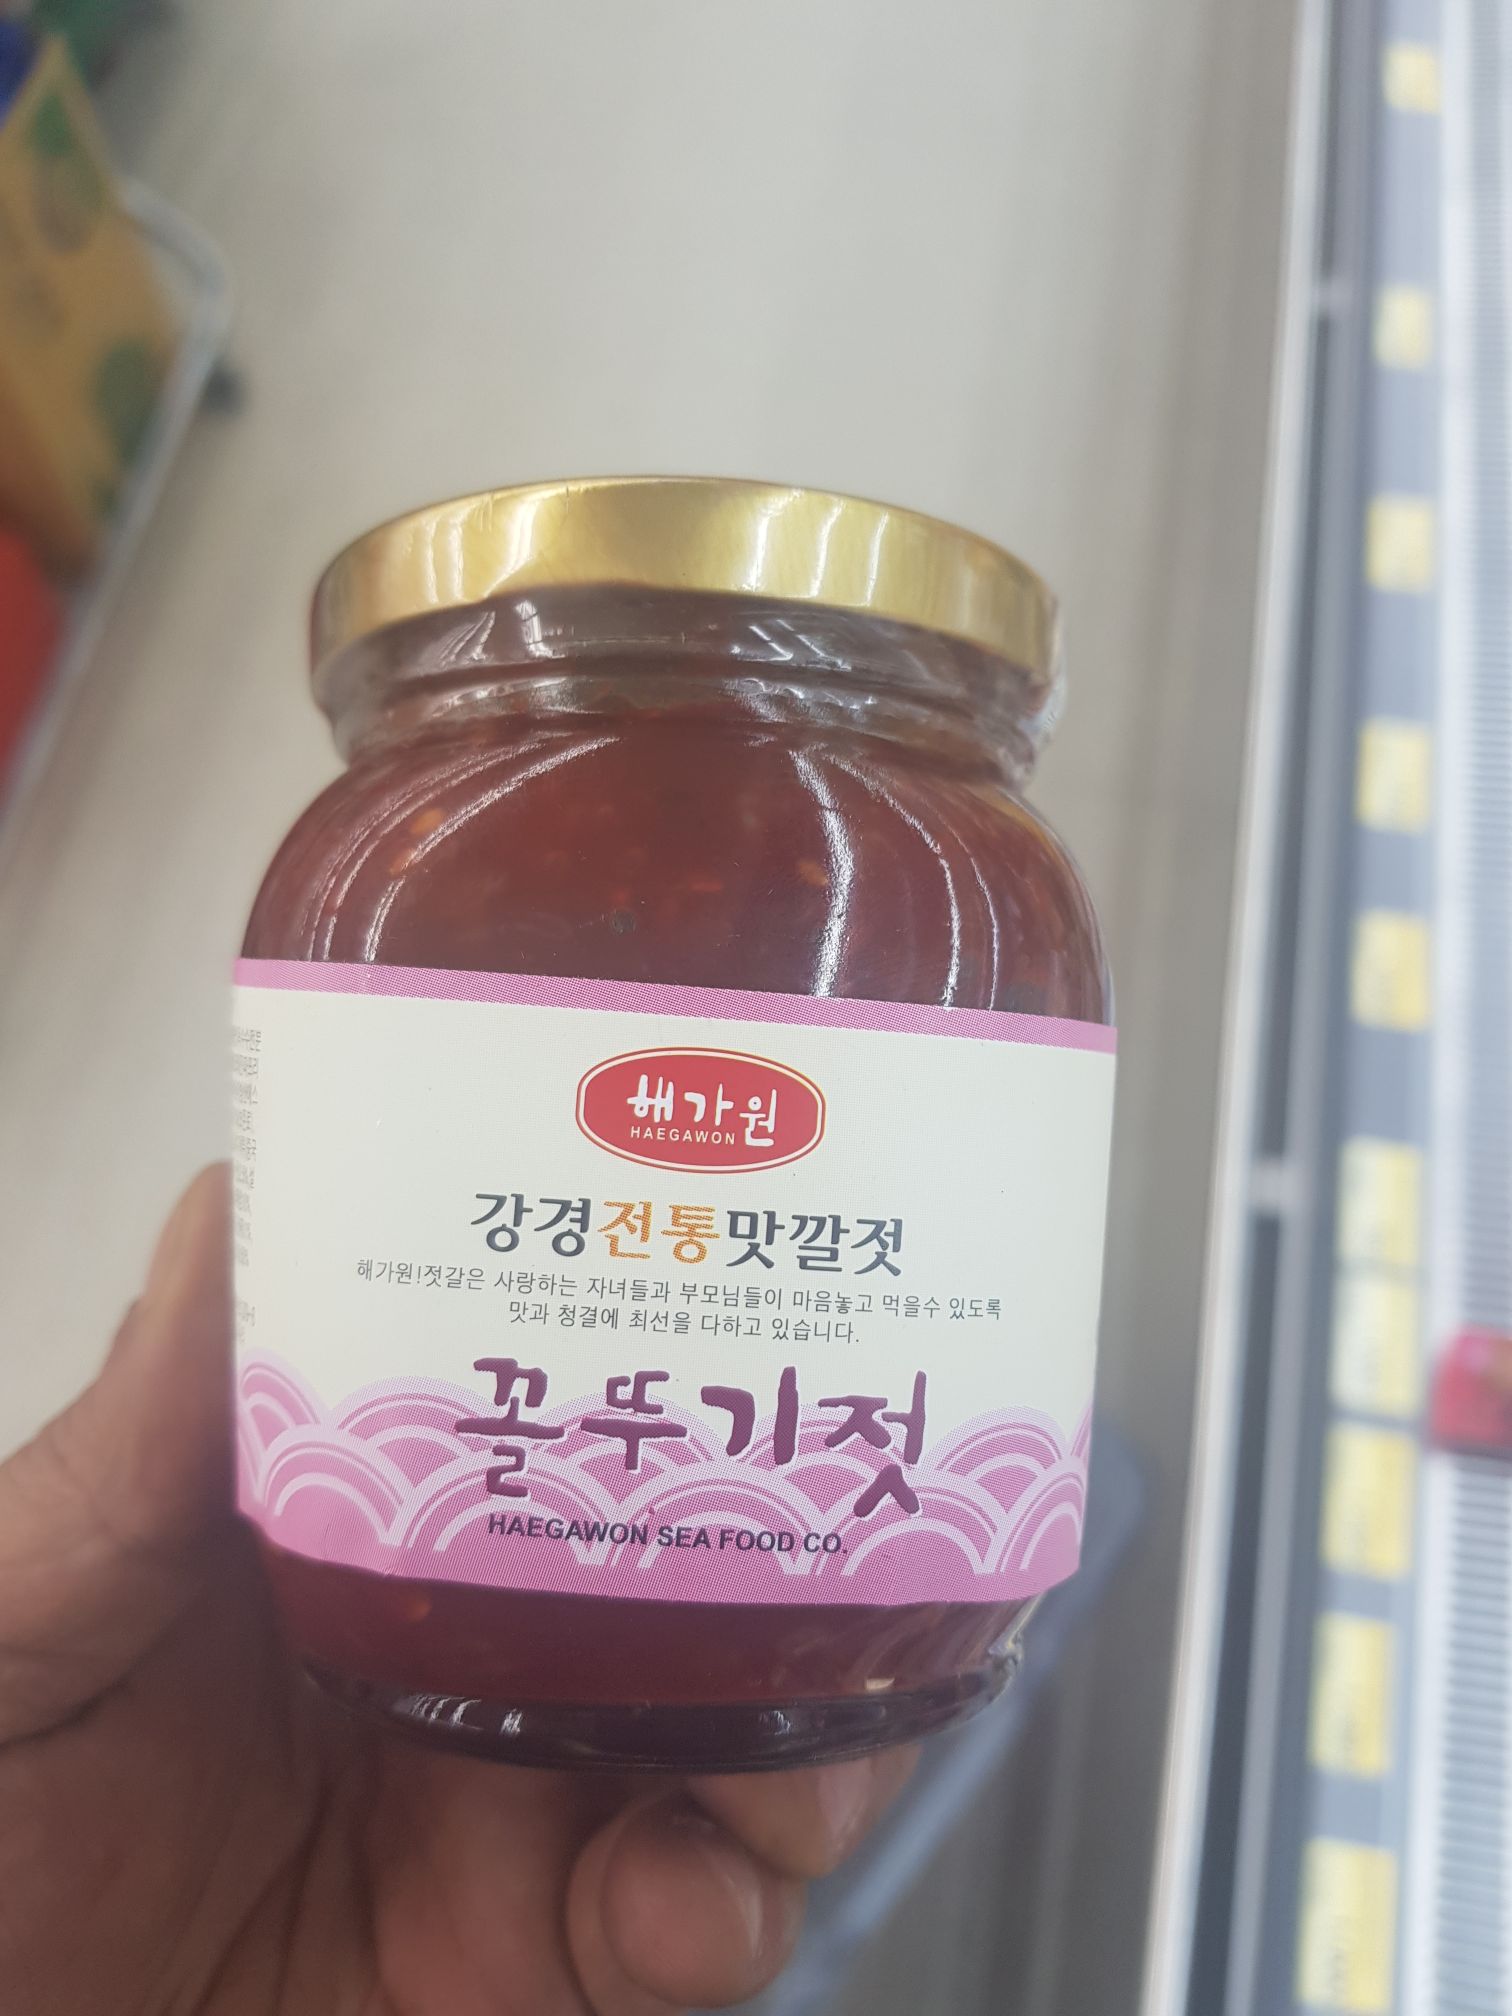 해가원
HAEGAWON
강경전통맛깔젓
해가원!젓갈은 사랑하는 자녀들과 부모님들이 마음놓고 먹을수 있도록
맛과 청결에 최선을 다하고 있습니다.
꼴뚜기젓
HAEGAWON SEA FOOD CO.